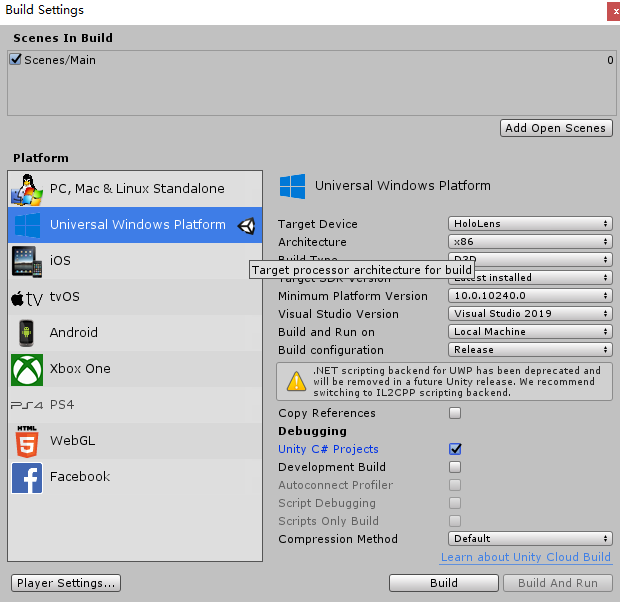 Build Settings
x
Scenes In Build
Scenes/Main 0
Add Open Scenes
Platform
PC, Mac & Linux Standalone
Universal Windows Platform
iOS
tvOS
Android
Xbox One
PS4
WebGL
HTML
Facebook
Universal Windows Platform
Target Device HoloLens
Architecture x86
Build Type D3D
Target processor architecture for build
Target SDK Version Latest installed
Minimum Platform Version 10.0.10240.0
Visual Studio Version Visual Studio 2019
Build and Run on Local Machine
Build configuration Release
.NET scripting backend for UWP has been deprecated and
will be removed in a future Unity release. We recommend
switching to IL2CPP scripting backend.
Copy References
Debugging
Unity C# Projects
Development Build
Autoconnect Profiler
Script Debugging
Scripts Only Build
Compression Method Default
Learn about Unity Cloud Build
Player Settings...
Build
Build And Run